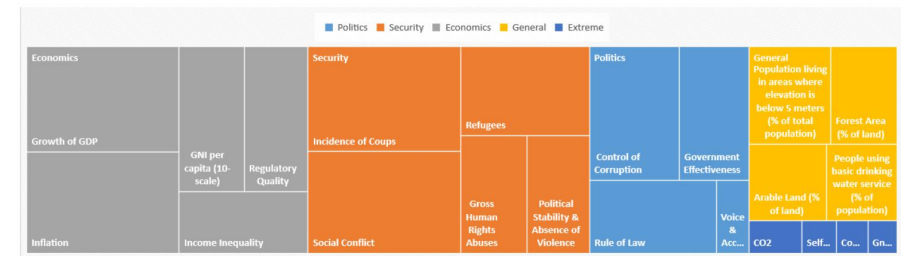 Politics Security Economics General Extreme
Economics
Growth of GDP
Inflation
GNI per
capita (10-
scale)
Regulatory
Quality
Income Inequality
Security
Incidence of Coups
Social Conflict
Refugees
Gross
Human
Rights
Abuses
Political
Stability &
Absence of
Violence
Politics
Control of
Corruption
Government
Effectiveness
Rule of Law
Voice
&
Acc...
General
Population living
in areas where
elevation is
below 5 meters
(% of total
population)
Forest Area
(% of land)
Arable Land (%
of land)
People using
basic drinking
water service
(% of
population)
CO2
Self...
Co...
Gn...